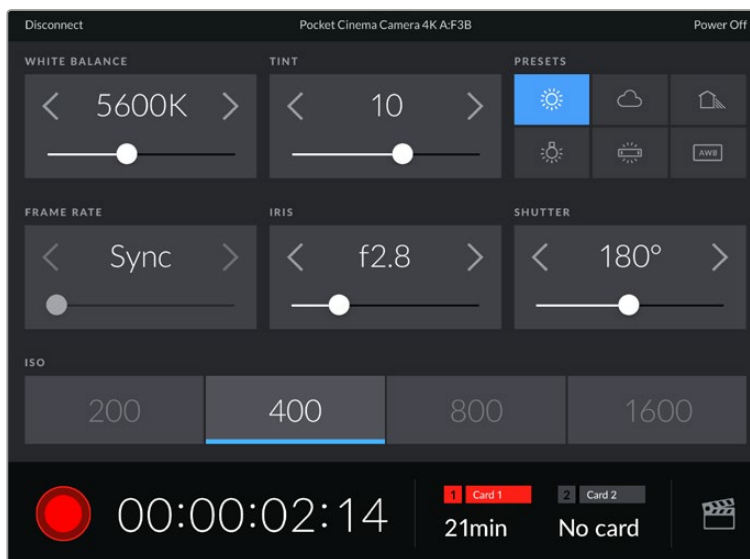 Disconnect Pocket Cinema Camera 4K A:F3B Power Off
WHITE BALANCE TINT PRESETS
5600K 10
AWB
FRAME RATE IRIS SHUTTER
Sync f2.8 180°
ISO
200 400 800 1600
00:00:02:14
1 Card 1 2 Card 2
21min No card